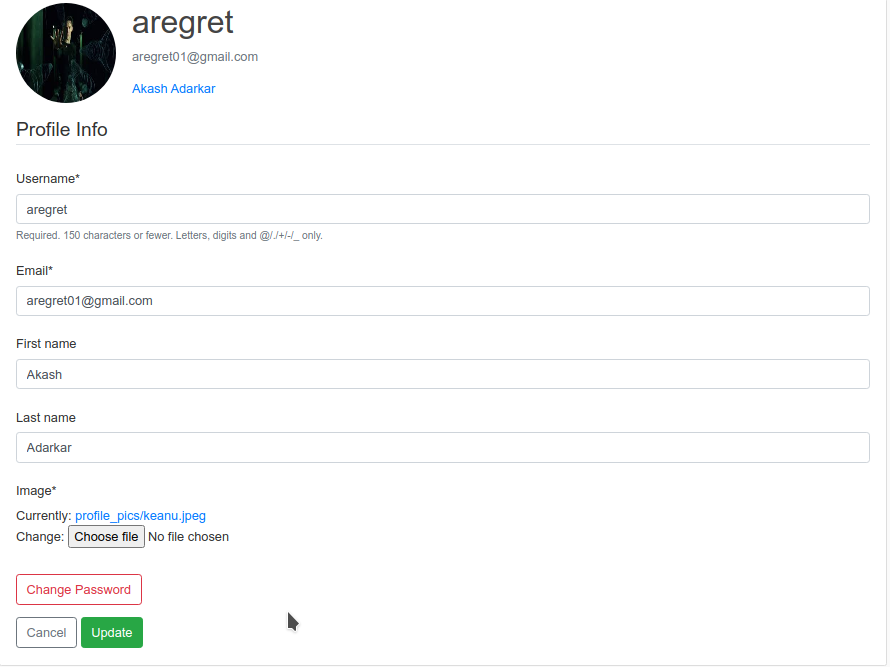 aregret
aregret01@gmail.com
Akash Adarkar
Profile Info
Username*
aregret
Required. 150 characters or fewer. Letters, digits and @/./+/-/_ only.
Email*
aregret01@gmail.com
First name
Akash
Last name
Adarkar
Image*
Currently: profile_pics/keanu.jpeg
Change: Choose file No file chosen
Change Password
Cancel Update